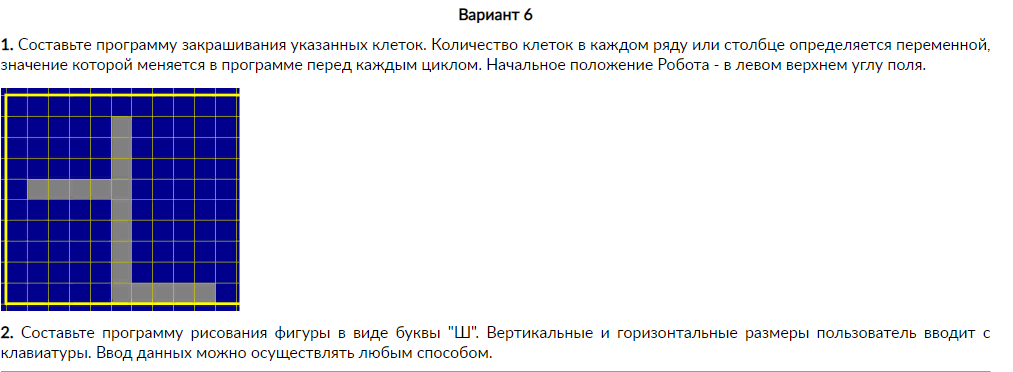 Вариант 6
1. Составьте программу закрашивания указанных клеток. Количество клеток в каждом ряду или столбце определяется переменной,
значение которой меняется в программе перед каждым циклом. Начальное положение Робота - в левом верхнем углу поля.
2. Составьте программу рисования фигуры в виде буквы "Ш". Вертикальные и горизонтальные размеры пользователь вводит с
клавиатуры. Ввод данных можно осуществлять любым способом.